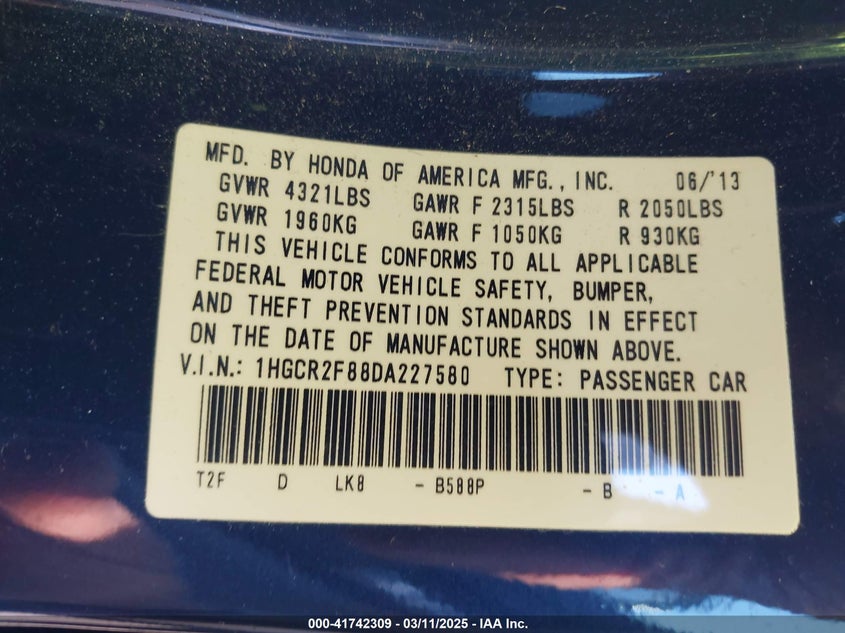 MFD. BY HONDA OF AMERICA MFG., INC. 06/'13
GVWR 4321LBS GAWR F 2315LBS R 2050LBS
GVWR 1960KG GAWR F 1050KG R 930KG
THIS VEHICLE CONFORMS TO ALL APPLICABLE
FEDERAL MOTOR VEHICLE SAFETY, BUMPER,
AND THEFT PREVENTION STANDARDS IN EFFECT
ON THE DATE OF MANUFACTURE SHOWN ABOVE.
V.I.N.: 1HGCR2F88DA227580 TYPE: PASSENGER CAR
T2F D LK8 - B588P - B - A
000-41742309 - 03/11/2025 - IAA Inc.